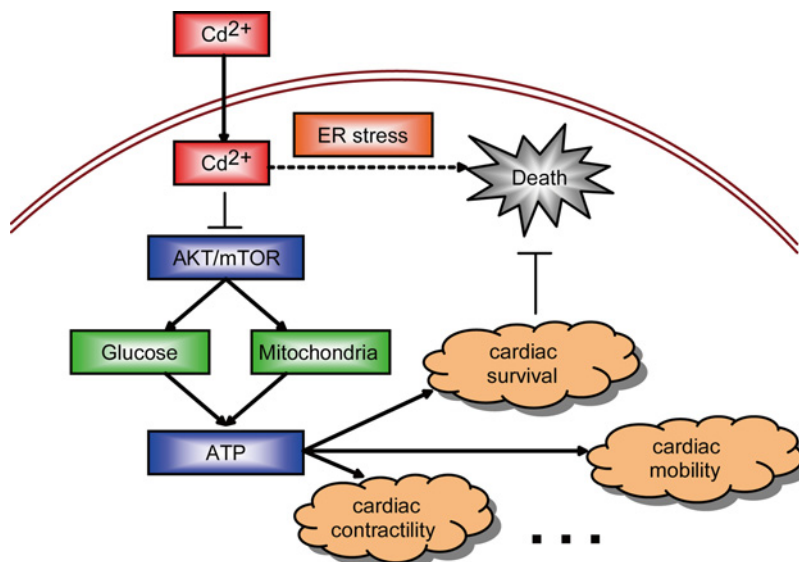 Cd2+
ER stress
Cd2+
Death
AKT/mTOR
Glucose
Mitochondria
cardiac
survival
ATP
cardiac
mobility
cardiac
contractility
...